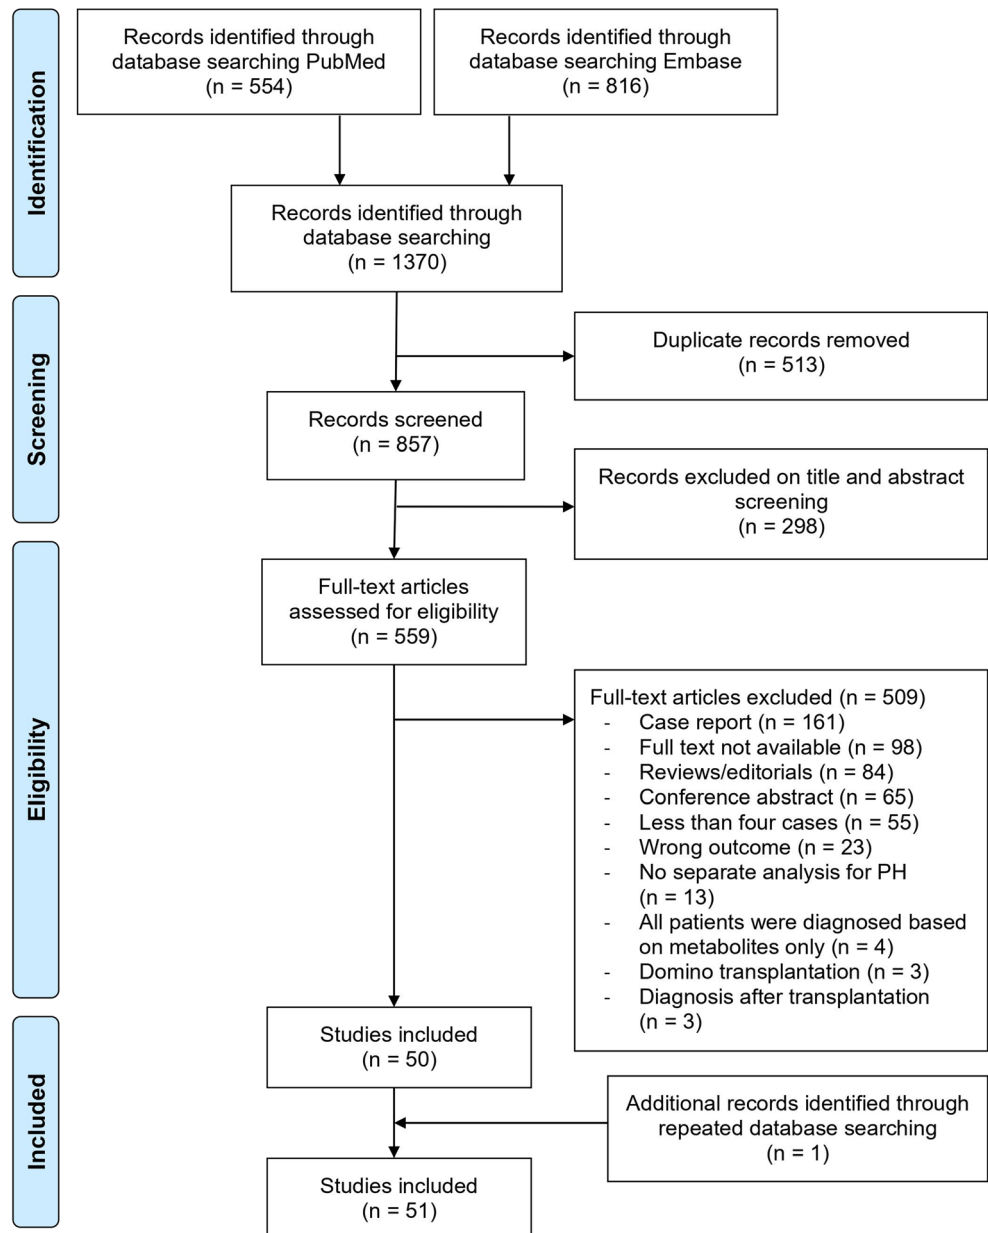 Identification
Records identified through
database searching PubMed
(n = 554)
Records identified through
database searching Embase
(n = 816)
Records identified through
database searching
(n = 1370)
Screening
Duplicate records removed
(n = 513)
Records screened
(n = 857)
Records excluded on title and abstract
screening
(n = 298)
Eligibility
Full-text articles
assessed for eligibility
(n = 559)
Full-text articles excluded (n = 509)
- Case report (n = 161)
- Full text not available (n = 98)
- Reviews/editorials (n = 84)
- Conference abstract (n = 65)
- Less than four cases (n = 55)
- Wrong outcome (n = 23)
- No separate analysis for PH
(n = 13)
- All patients were diagnosed based
on metabolites only (n = 4)
- Domino transplantation (n = 3)
- Diagnosis after transplantation
(n = 3)
Included
Studies included
(n = 50)
Additional records identified through
repeated database searching
(n = 1)
Studies included
(n = 51)